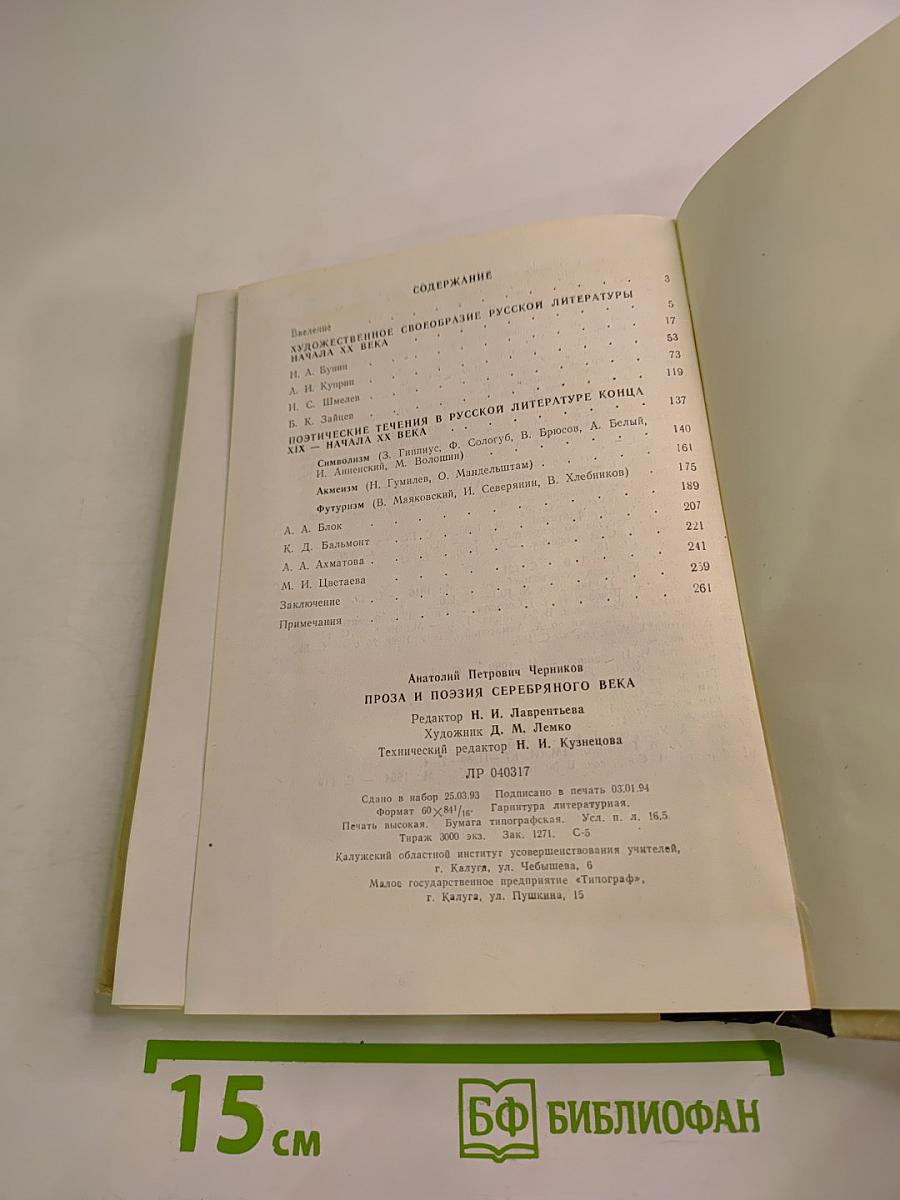 СОДЕРЖАНИЕ
Введение . . . . . . . . . . 3
ХУДОЖЕСТВЕННОЕ СВОЕОБРАЗИЕ РУССКОЙ ЛИТЕРАТУРЫ
НАЧАЛА XX ВЕКА . . . . . . . . . . 5
И. А. Бунин . . . . . . . . . . 17
А. И. Куприн . . . . . . . . . . 53
И. С. Шмелев . . . . . . . . . . 73
Б. К. Зайцев . . . . . . . . . . 119
ПОЭТИЧЕСКИЕ ТЕЧЕНИЯ В РУССКОЙ ЛИТЕРАТУРЕ КОНЦА
XIX — НАЧАЛА XX ВЕКА . . . . . . . . . . 137
Символизм (З. Гиппиус, Ф. Сологуб, В. Брюсов, А. Белый,
И. Анненский, М. Волошин) . . . . . . 140
Акмеизм (Н. Гумилев, О. Мандельштам) . . . . . 161
Футуризм (В. Маяковский, И. Северянин, В. Хлебников) . 175
А. А. Блок . . . . . . . . . . 189
К. Д. Бальмонт . . . . . . . . . . 207
А. А. Ахматова . . . . . . . . . . 221
М. И. Цветаева . . . . . . . . . . 241
Заключение . . . . . . . . . . 259
Примечания . . . . . . . . . . 261
Анатолий Петрович Черников
ПРОЗА И ПОЭЗИЯ СЕРЕБРЯНОГО ВЕКА
Редактор Н. И. Лаврентьева
Художник Д. М. Лемко
Технический редактор Н. И. Кузнецова
ЛР 040317
Сдано в набор 25.03.93 Подписано в печать 03.01.94
Формат 60×84 1/16. Гарнитура литературная.
Печать высокая. Бумага типографская. Усл. п. л. 16,5.
Тираж 3000 экз. Зак. 1271. С-5
Калужский областной институт усовершенствования учителей,
г. Калуга, ул. Чебышева, 6
Малое государственное предприятие «Типограф»,
г. Калуга, ул. Пушкина, 15
15 см
БФ БИБЛИОФАН